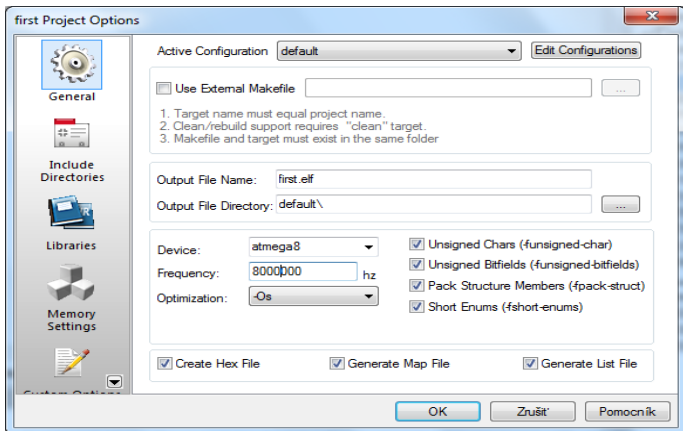 first Project Options
General
Include
Directories
Libraries
Memory
Settings
Custom Options
Active Configuration default Edit Configurations
Use External Makefile ...
1. Target name must equal project name.
2. Clean/rebuild support requires "clean" target.
3. Makefile and target must exist in the same folder
Output File Name: first.elf
Output File Directory: default\ ...
Device: atmega8
Frequency: 8000000 hz
Optimization: -Os
Unsigned Chars (-funsigned-char)
Unsigned Bitfields (-funsigned-bitfields)
Pack Structure Members (-fpack-struct)
Short Enums (-fshort-enums)
Create Hex File Generate Map File Generate List File
OK Zrušiť Pomocník